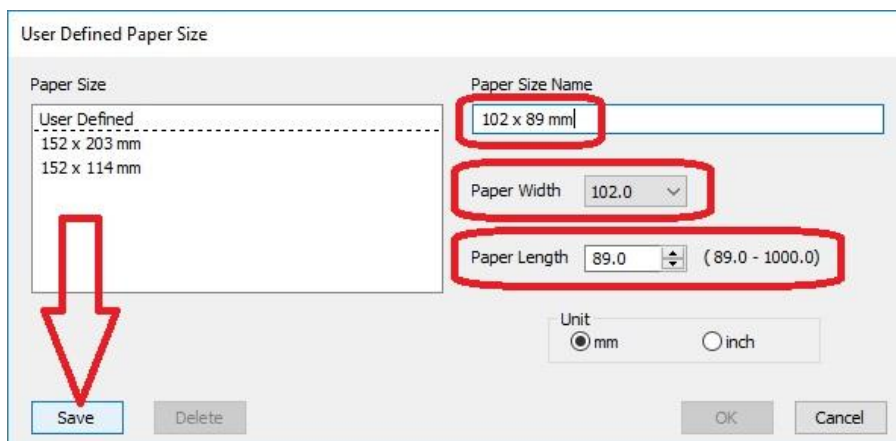 User Defined Paper Size
Paper Size
User Defined
152 x 203 mm
152 x 114 mm
Paper Size Name
102 x 89 mm
Paper Width 102.0
Paper Length 89.0 ( 89.0 - 1000.0)
Unit
mm inch
Save Delete OK Cancel